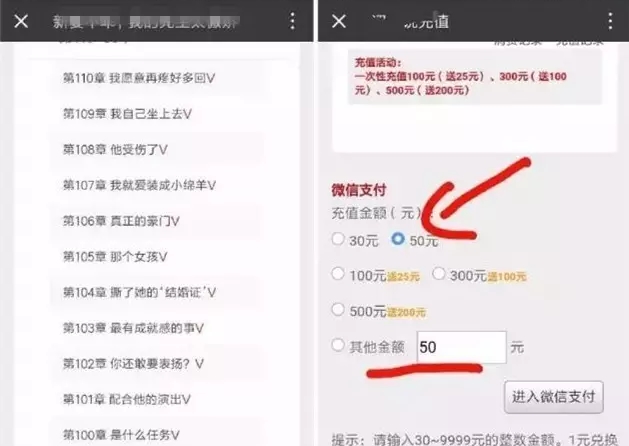 第110章 我愿意再疼好多回V
第109章 我自己坐上去V
第108章 他受伤了V
第107章 我就爱装成小绵羊V
第106章 真正的豪门V
第105章 那个女孩V
第104章 撕了她的‘结婚证’V
第103章 最有成就感的事V
第102章 你还敢要表扬？V
第101章 配合他的演出V
第100章 是什么任务V
充值
消费记录 充值记录
充值活动：
一次性充值100元（送25元）、300元（送100
元）、500元（送200元）
微信支付
充值金额（元）：
30元 50元
100元送25元 300元送100元
500元送200元
其他金额 50 元
进入微信支付
提示：请输入30~9999元的整数金额。1元兑换